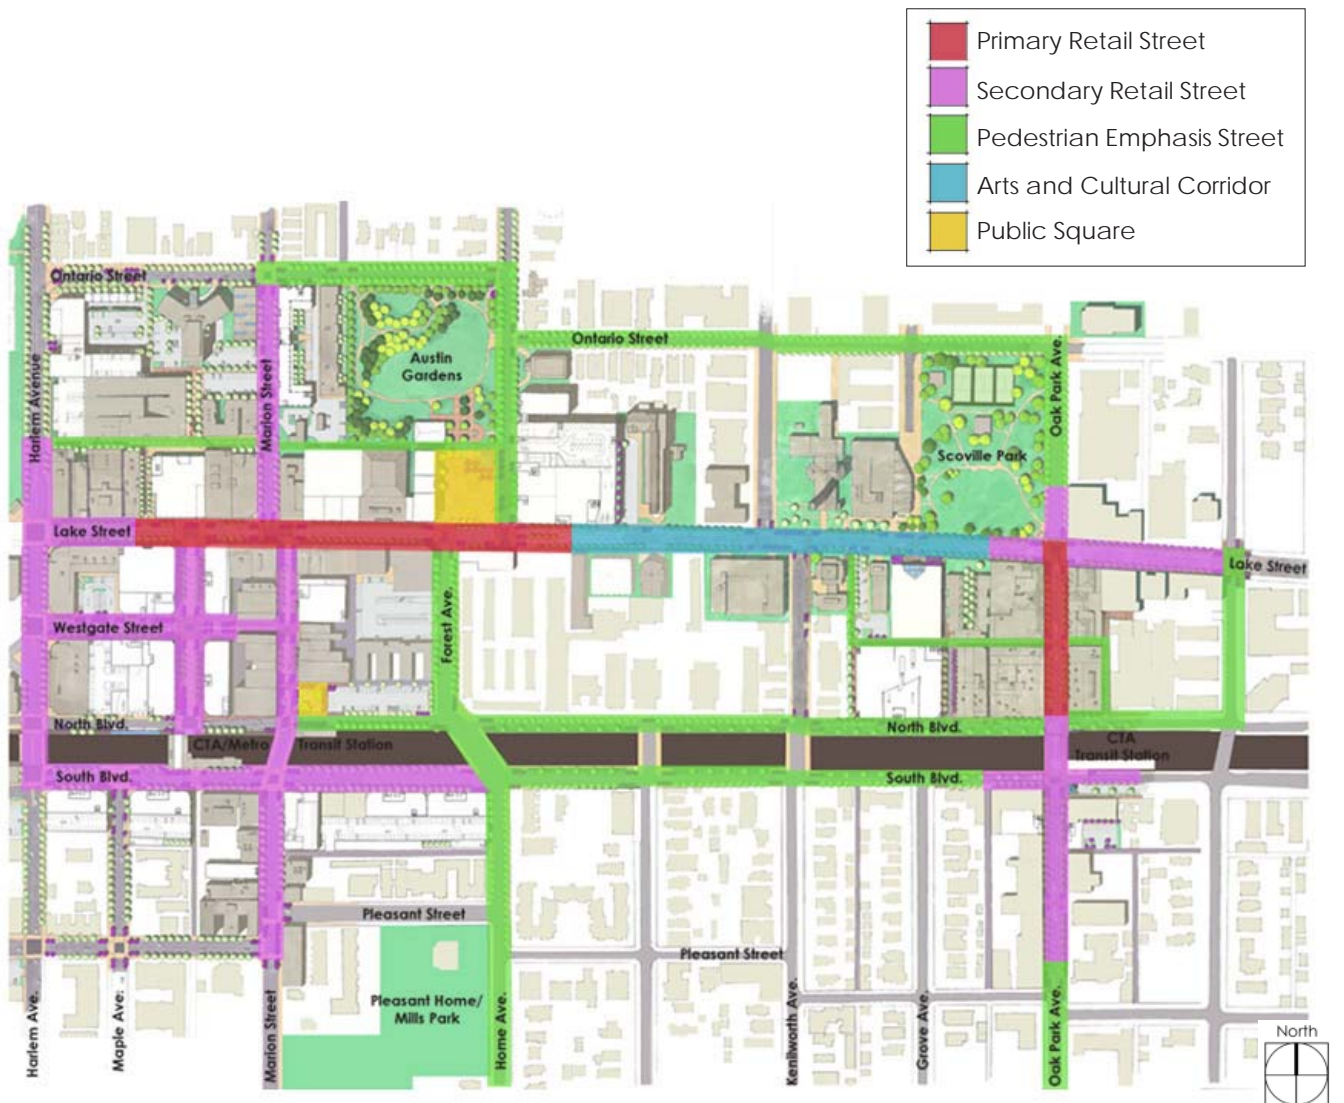 Primary Retail Street
Secondary Retail Street
Pedestrian Emphasis Street
Arts and Cultural Corridor
Public Square
Ontario Street
Ontario Street
Austin
Gardens
Harlem Avenue
Marion Street
Oak Park Ave.
Scoville Park
Lake Street
Lake Street
Westgate Street
Forest Ave.
North Blvd.
North Blvd.
CTA/Metra Transit Station
CTA
Transit Station
South Blvd.
South Blvd.
Pleasant Street
Pleasant Street
Pleasant Home/
Mills Park
Harlem Ave.
Maple Ave.
Marion Street
Home Ave.
Kenilworth Ave.
Grove Ave.
Oak Park Ave.
North